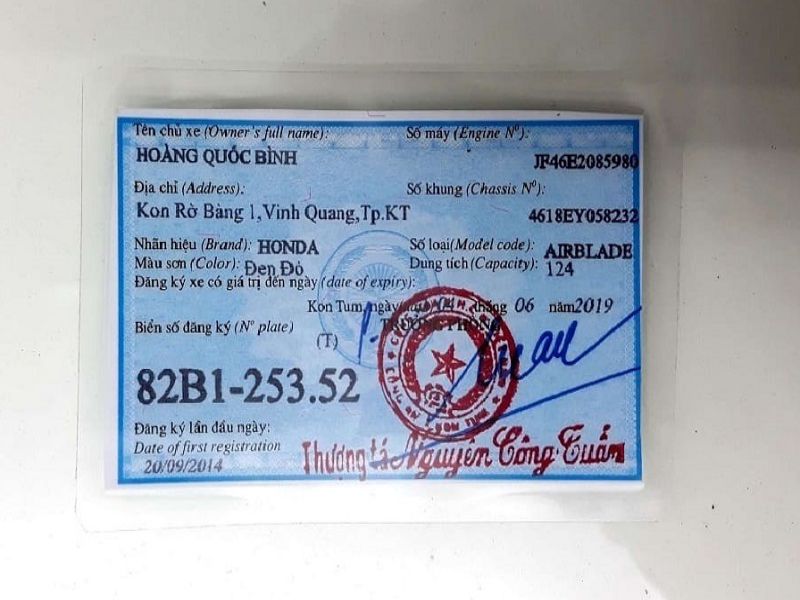 Tên chủ xe (Owner's full name): Số máy (Engine Nº):
HOÀNG QUỐC BÌNH JF46E2085980
Địa chỉ (Address): Số khung (Chassis Nº):
Kon Rờ Bàng 1,Vinh Quang,Tp.KT 4618EY058232
Nhãn hiệu (Brand): HONDA Số loại(Model code): AIRBLADE
Màu sơn (Color): Đen Đỏ Dung tích(Capacity): 124
Đăng ký xe có giá trị đến ngày (date of expiry):
Kon Tum, ngày tháng 06 năm2019
Biển số đăng ký (Nº plate) TRƯỞNG PHÒNG
(T)
82B1-253.52
Đăng ký lần đầu ngày:
Date of first registration
20/09/2014
Thượng tá Nguyễn Công Tuấn